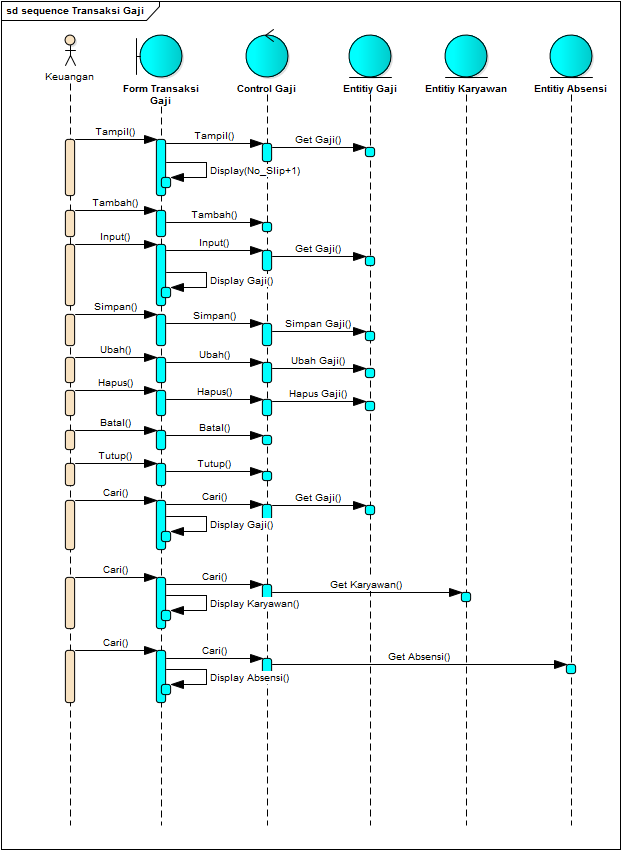 sd sequence Transaksi Gaji
Keuangan
Form Transaksi
Gaji
Control Gaji
Entitiy Gaji
Entitiy Karyawan
Entitiy Absensi
Tampil()
Tampil()
Get Gaji()
Display(No_Slip+1)
Tambah()
Tambah()
Input()
Input()
Get Gaji()
Display Gaji()
Simpan()
Simpan()
Simpan Gaji()
Ubah()
Ubah()
Ubah Gaji()
Hapus()
Hapus()
Hapus Gaji()
Batal()
Batal()
Tutup()
Tutup()
Cari()
Cari()
Get Gaji()
Display Gaji()
Cari()
Cari()
Get Karyawan()
Display Karyawan()
Cari()
Cari()
Get Absensi()
Display Absensi()